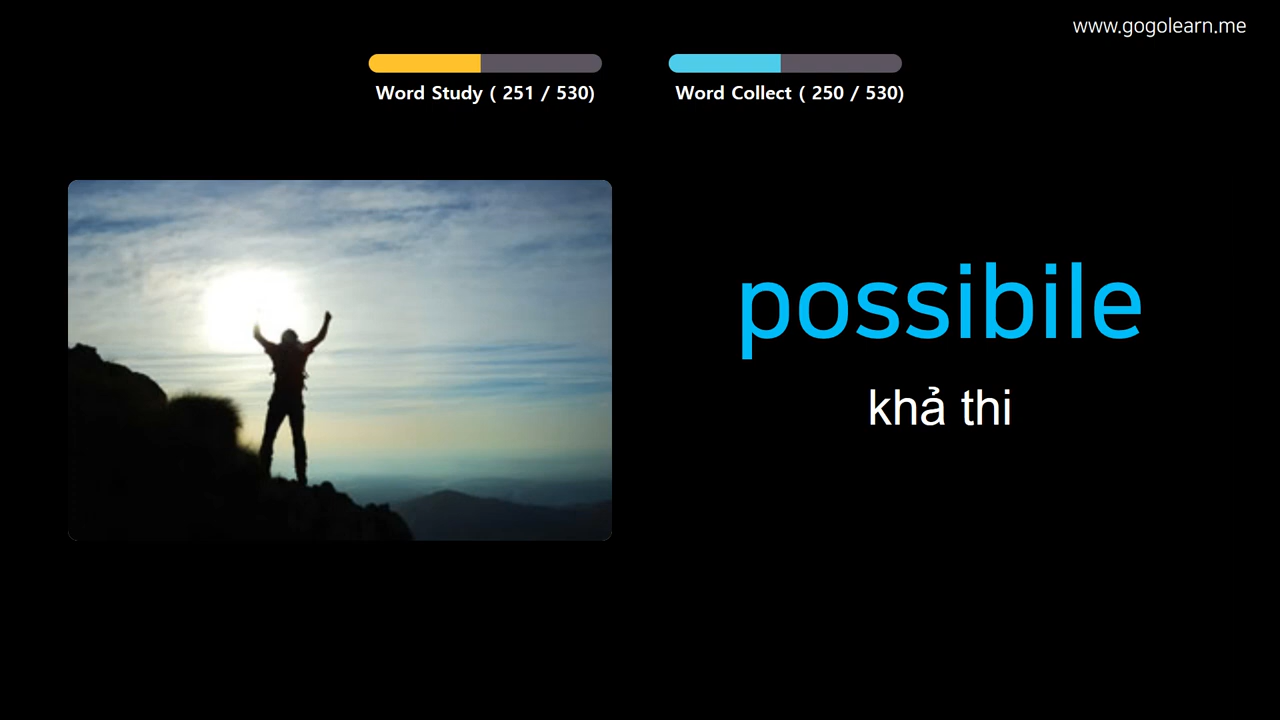 www.gogolearn.me
Word Study ( 251 / 530)
Word Collect ( 250 / 530)
possibile
khả thi